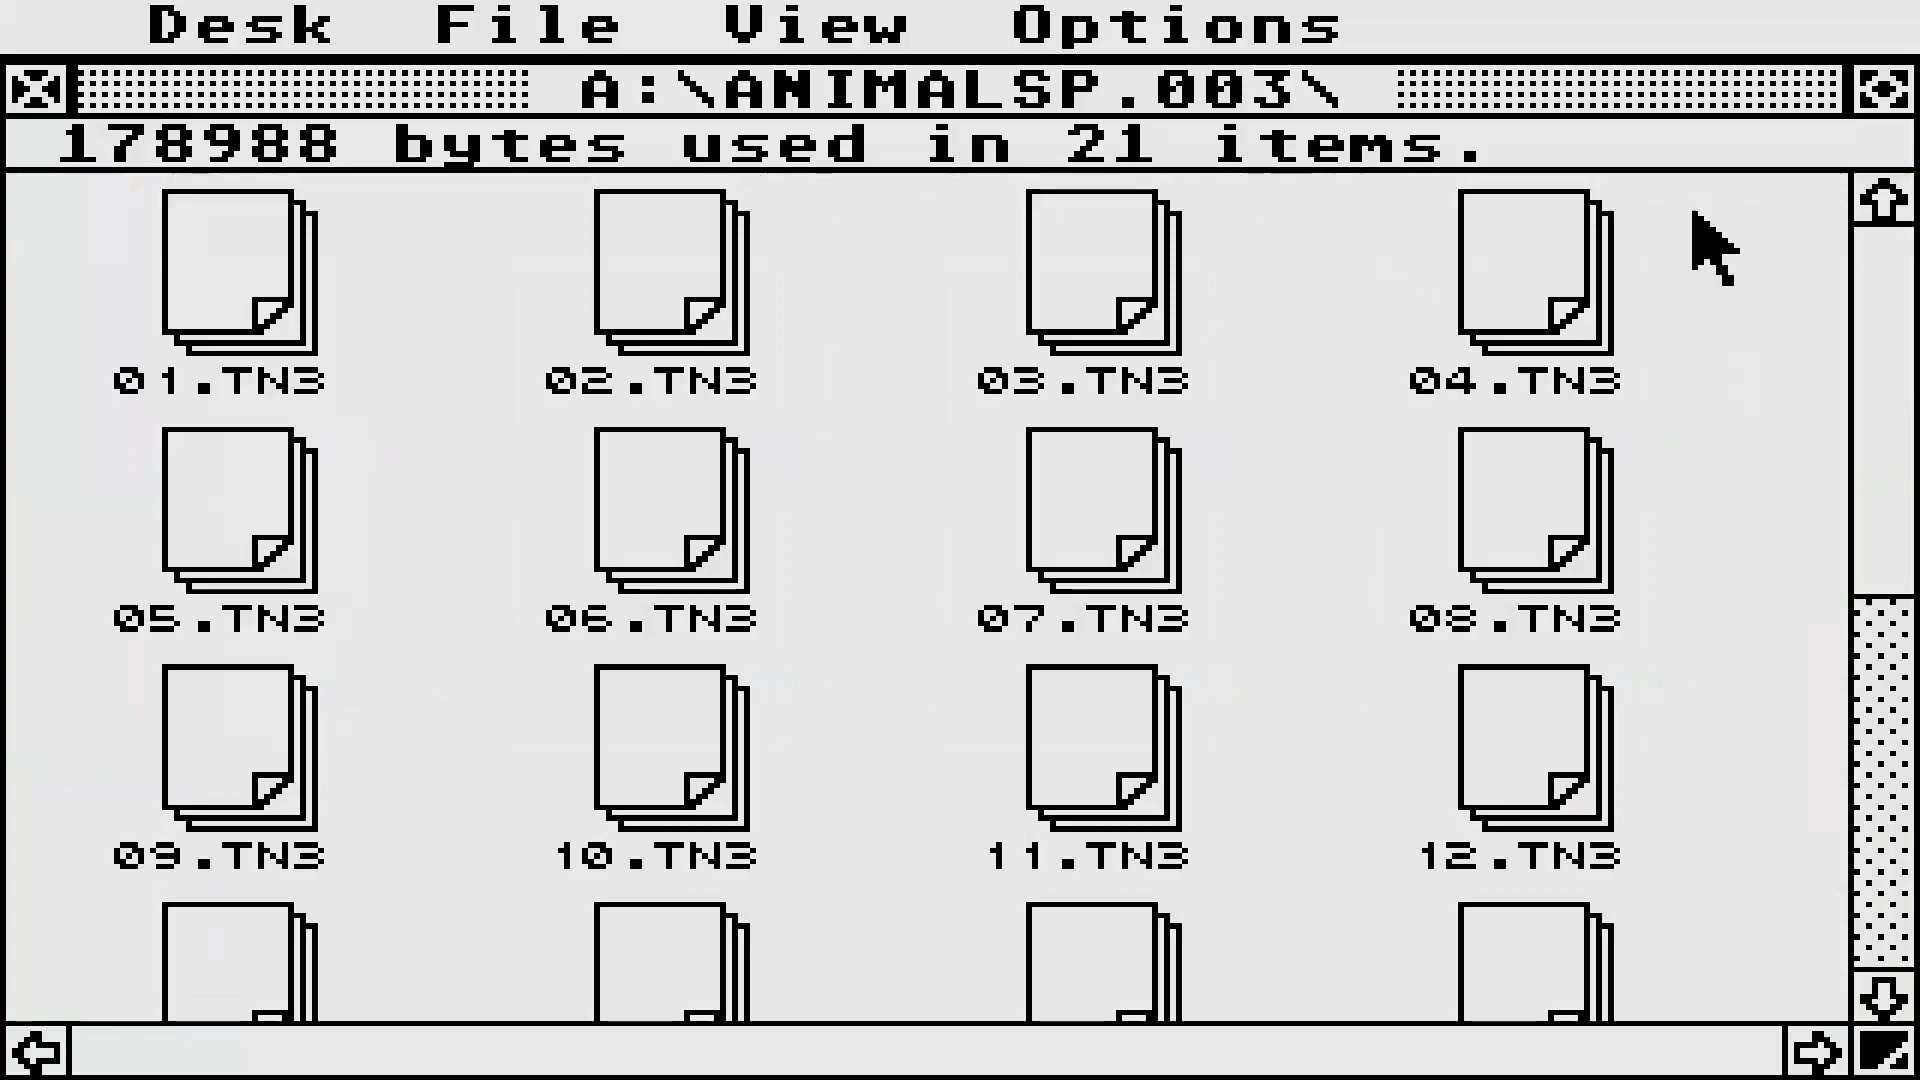 Desk File View Options
A:\ANIMALSP.003\
178988 bytes used in 21 items.
01.TN3 02.TN3 03.TN3 04.TN3
05.TN3 06.TN3 07.TN3 08.TN3
09.TN3 10.TN3 11.TN3 12.TN3